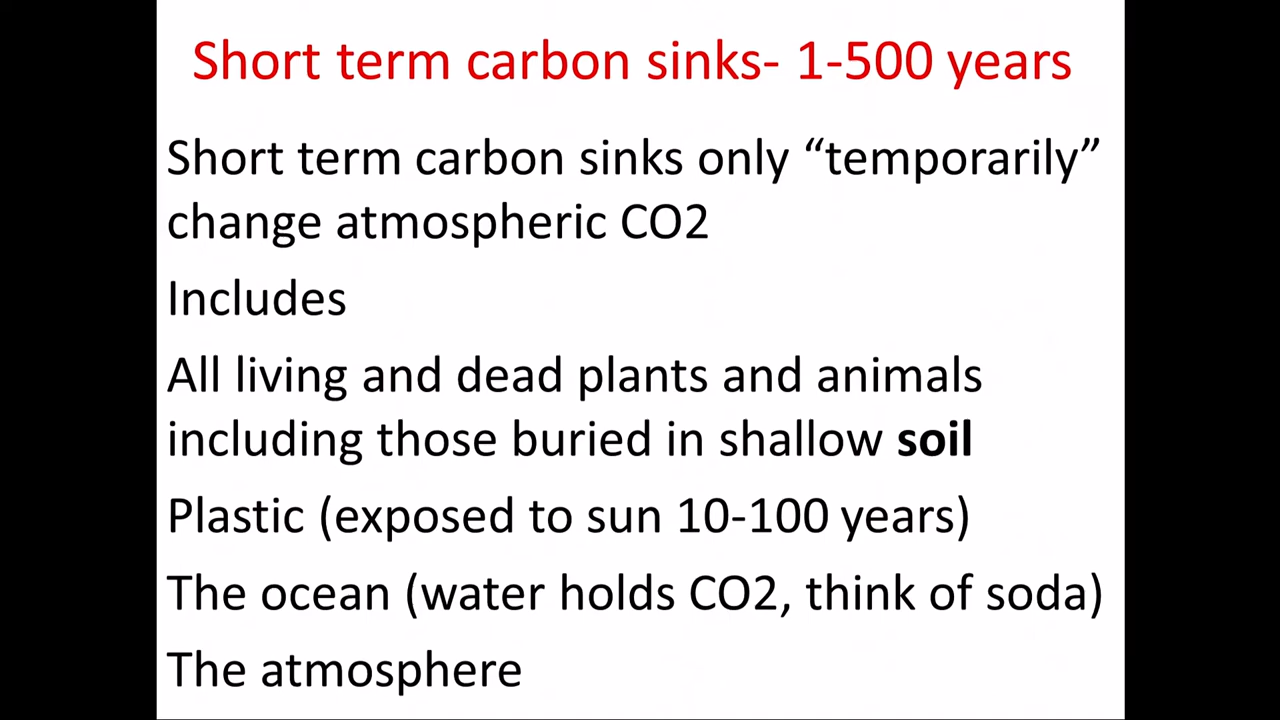 Short term carbon sinks- 1-500 years
Short term carbon sinks only “temporarily”
change atmospheric CO2
Includes
All living and dead plants and animals
including those buried in shallow soil
Plastic (exposed to sun 10-100 years)
The ocean (water holds CO2, think of soda)
The atmosphere